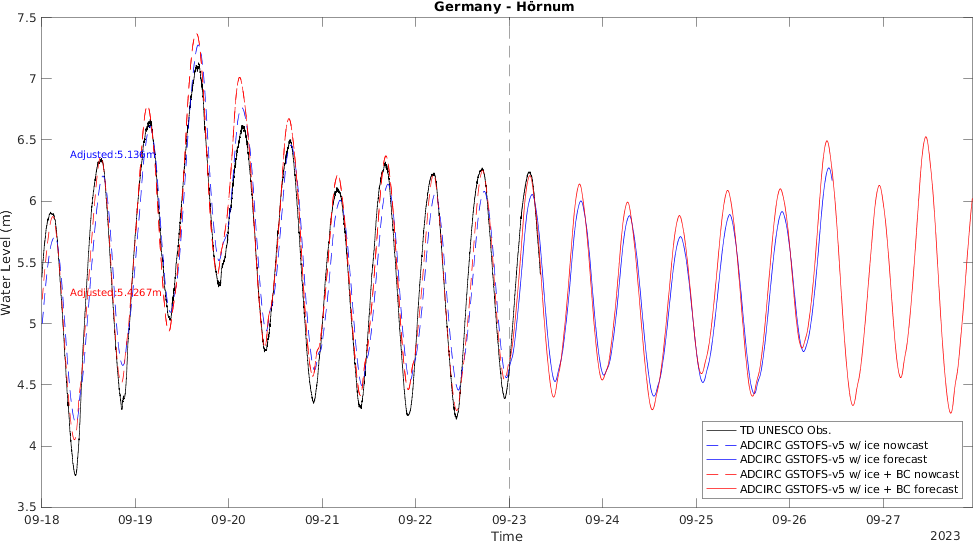 Germany - Hörnum
7.5
7
6.5
6
5.5
5
4.5
4
3.5
Water Level (m)
Adjusted:5.136m
Adjusted:5.4267m
TD UNESCO Obs.
ADCIRC GSTOFS-v5 w/ ice nowcast
ADCIRC GSTOFS-v5 w/ ice forecast
ADCIRC GSTOFS-v5 w/ ice + BC nowcast
ADCIRC GSTOFS-v5 w/ ice + BC forecast
09-18 09-19 09-20 09-21 09-22 09-23 09-24 09-25 09-26 09-27
Time
2023